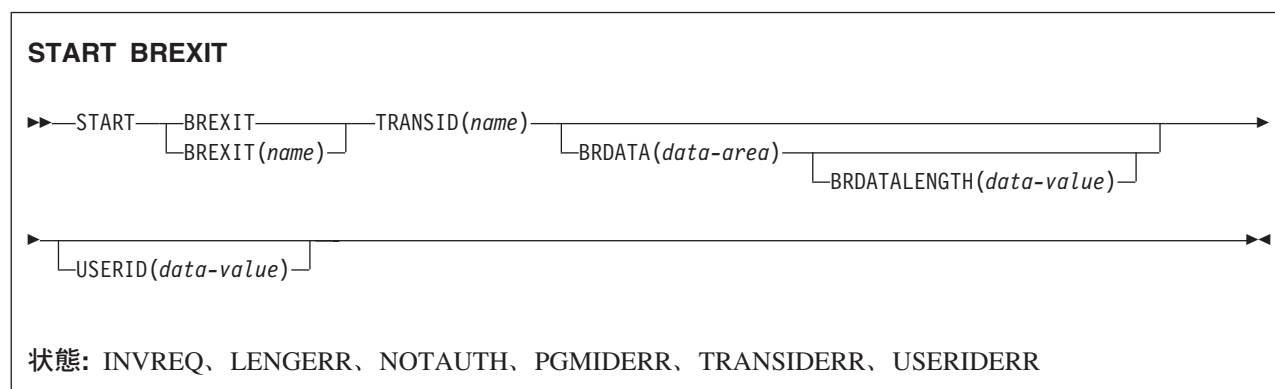 START BREXIT
START BREXIT TRANSID(name)
BREXIT(name) BRDATA(data-area)
BRDATALENGTH(data-value)
USERID(data-value)
状態: INVREQ、LENGERR、NOTAUTH、PGMIDERR、TRANSIDERR、USERIDERR